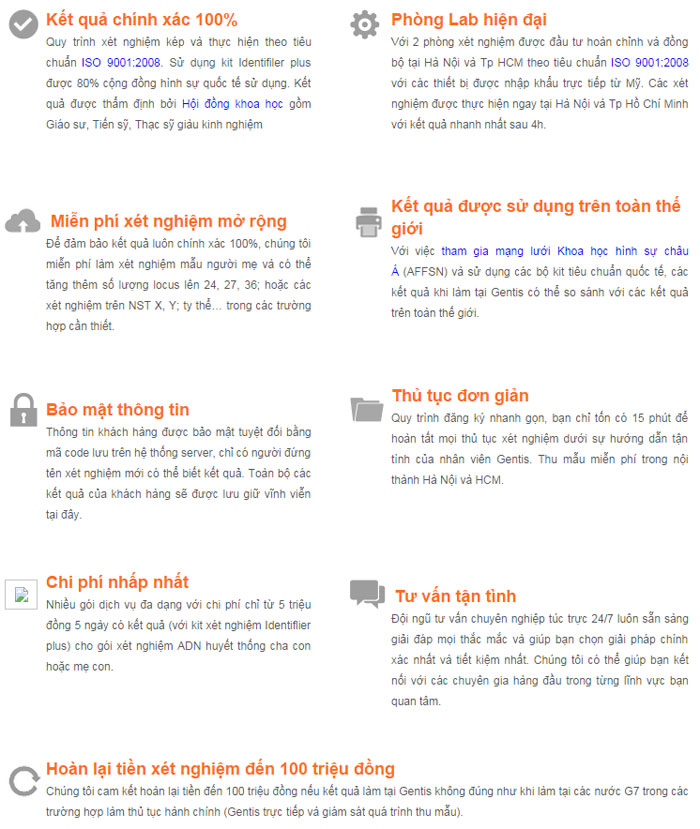 Kết quả chính xác 100%
Quy trình xét nghiệm kép và thực hiện theo tiêu
chuẩn ISO 9001:2008. Sử dụng kit Identifiler plus
được 80% cộng đồng hình sự quốc tế sử dụng. Kết
quả được thẩm định bởi Hội đồng khoa học gồm
Giáo sư, Tiến sỹ, Thạc sỹ giàu kinh nghiệm
Phòng Lab hiện đại
Với 2 phòng xét nghiệm được đầu tư hoàn chỉnh và đồng
bộ tại Hà Nội và Tp HCM theo tiêu chuẩn ISO 9001:2008
với các thiết bị được nhập khẩu trực tiếp từ Mỹ. Các xét
nghiệm được thực hiện ngay tại Hà Nội và Tp Hồ Chí Minh
với kết quả nhanh nhất sau 4h.
Miễn phí xét nghiệm mở rộng
Để đảm bảo kết quả luôn chính xác 100%, chúng tôi
miễn phí làm xét nghiệm mẫu người mẹ và có thể
tăng thêm số lượng locus lên 24, 27, 36; hoặc các
xét nghiệm trên NST X, Y; ty thể... trong các trường
hợp cần thiết.
Kết quả được sử dụng trên toàn thế
giới
Với việc tham gia mạng lưới Khoa học hình sự châu
Á (AFFSN) và sử dụng các bộ kit tiêu chuẩn quốc tế, các
kết quả khi làm tại Gentis có thể so sánh với các kết quả
trên toàn thế giới.
Bảo mật thông tin
Thông tin khách hàng được bảo mật tuyệt đối bằng
mã code lưu trên hệ thống server, chỉ có người đứng
tên xét nghiệm mới có thể biết kết quả. Toàn bộ các
kết quả của khách hàng sẽ được lưu giữ vĩnh viễn
tại đây.
Thủ tục đơn giản
Quy trình đăng ký nhanh gọn, bạn chỉ tốn có 15 phút để
hoàn tất mọi thủ tục xét nghiệm dưới sự hướng dẫn tận
tình của nhân viên Gentis. Thu mẫu miễn phí trong nội
thành Hà Nội và HCM.
Chi phí nhấp nhất
Nhiều gói dịch vụ đa dạng với chi phí chỉ từ 5 triệu
đồng 5 ngày có kết quả (với kit xét nghiệm Identiflier
plus) cho gói xét nghiệm ADN huyết thống cha con
hoặc mẹ con.
Tư vấn tận tình
Đội ngũ tư vấn chuyên nghiệp túc trực 24/7 luôn sẵn sàng
giải đáp mọi thắc mắc và giúp bạn chọn giải pháp chính
xác nhất và tiết kiệm nhất. Chúng tôi có thể giúp bạn kết
nối với các chuyên gia hàng đầu trong từng lĩnh vực bạn
quan tâm.
Hoàn lại tiền xét nghiệm đến 100 triệu đồng
Chúng tôi cam kết hoàn lại tiền đến 100 triệu đồng nếu kết quả làm tại Gentis không đúng như khi làm tại các nước G7 trong các
trường hợp làm thủ tục hành chính (Gentis trực tiếp và giám sát quá trình thu mẫu).